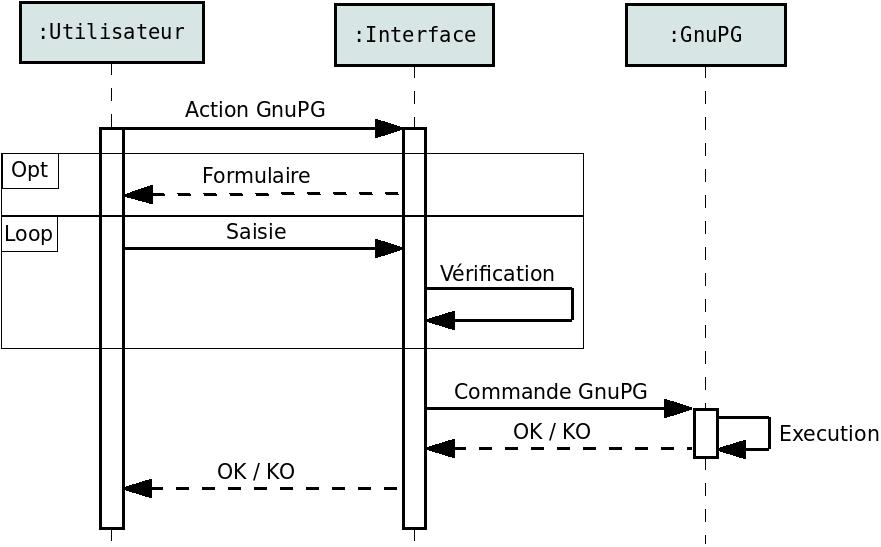 :Utilisateur
:Interface
:GnuPG
Action GnuPG
Opt
Formulaire
Loop
Saisie
Vérification
Commande GnuPG
OK / KO
Execution
OK / KO